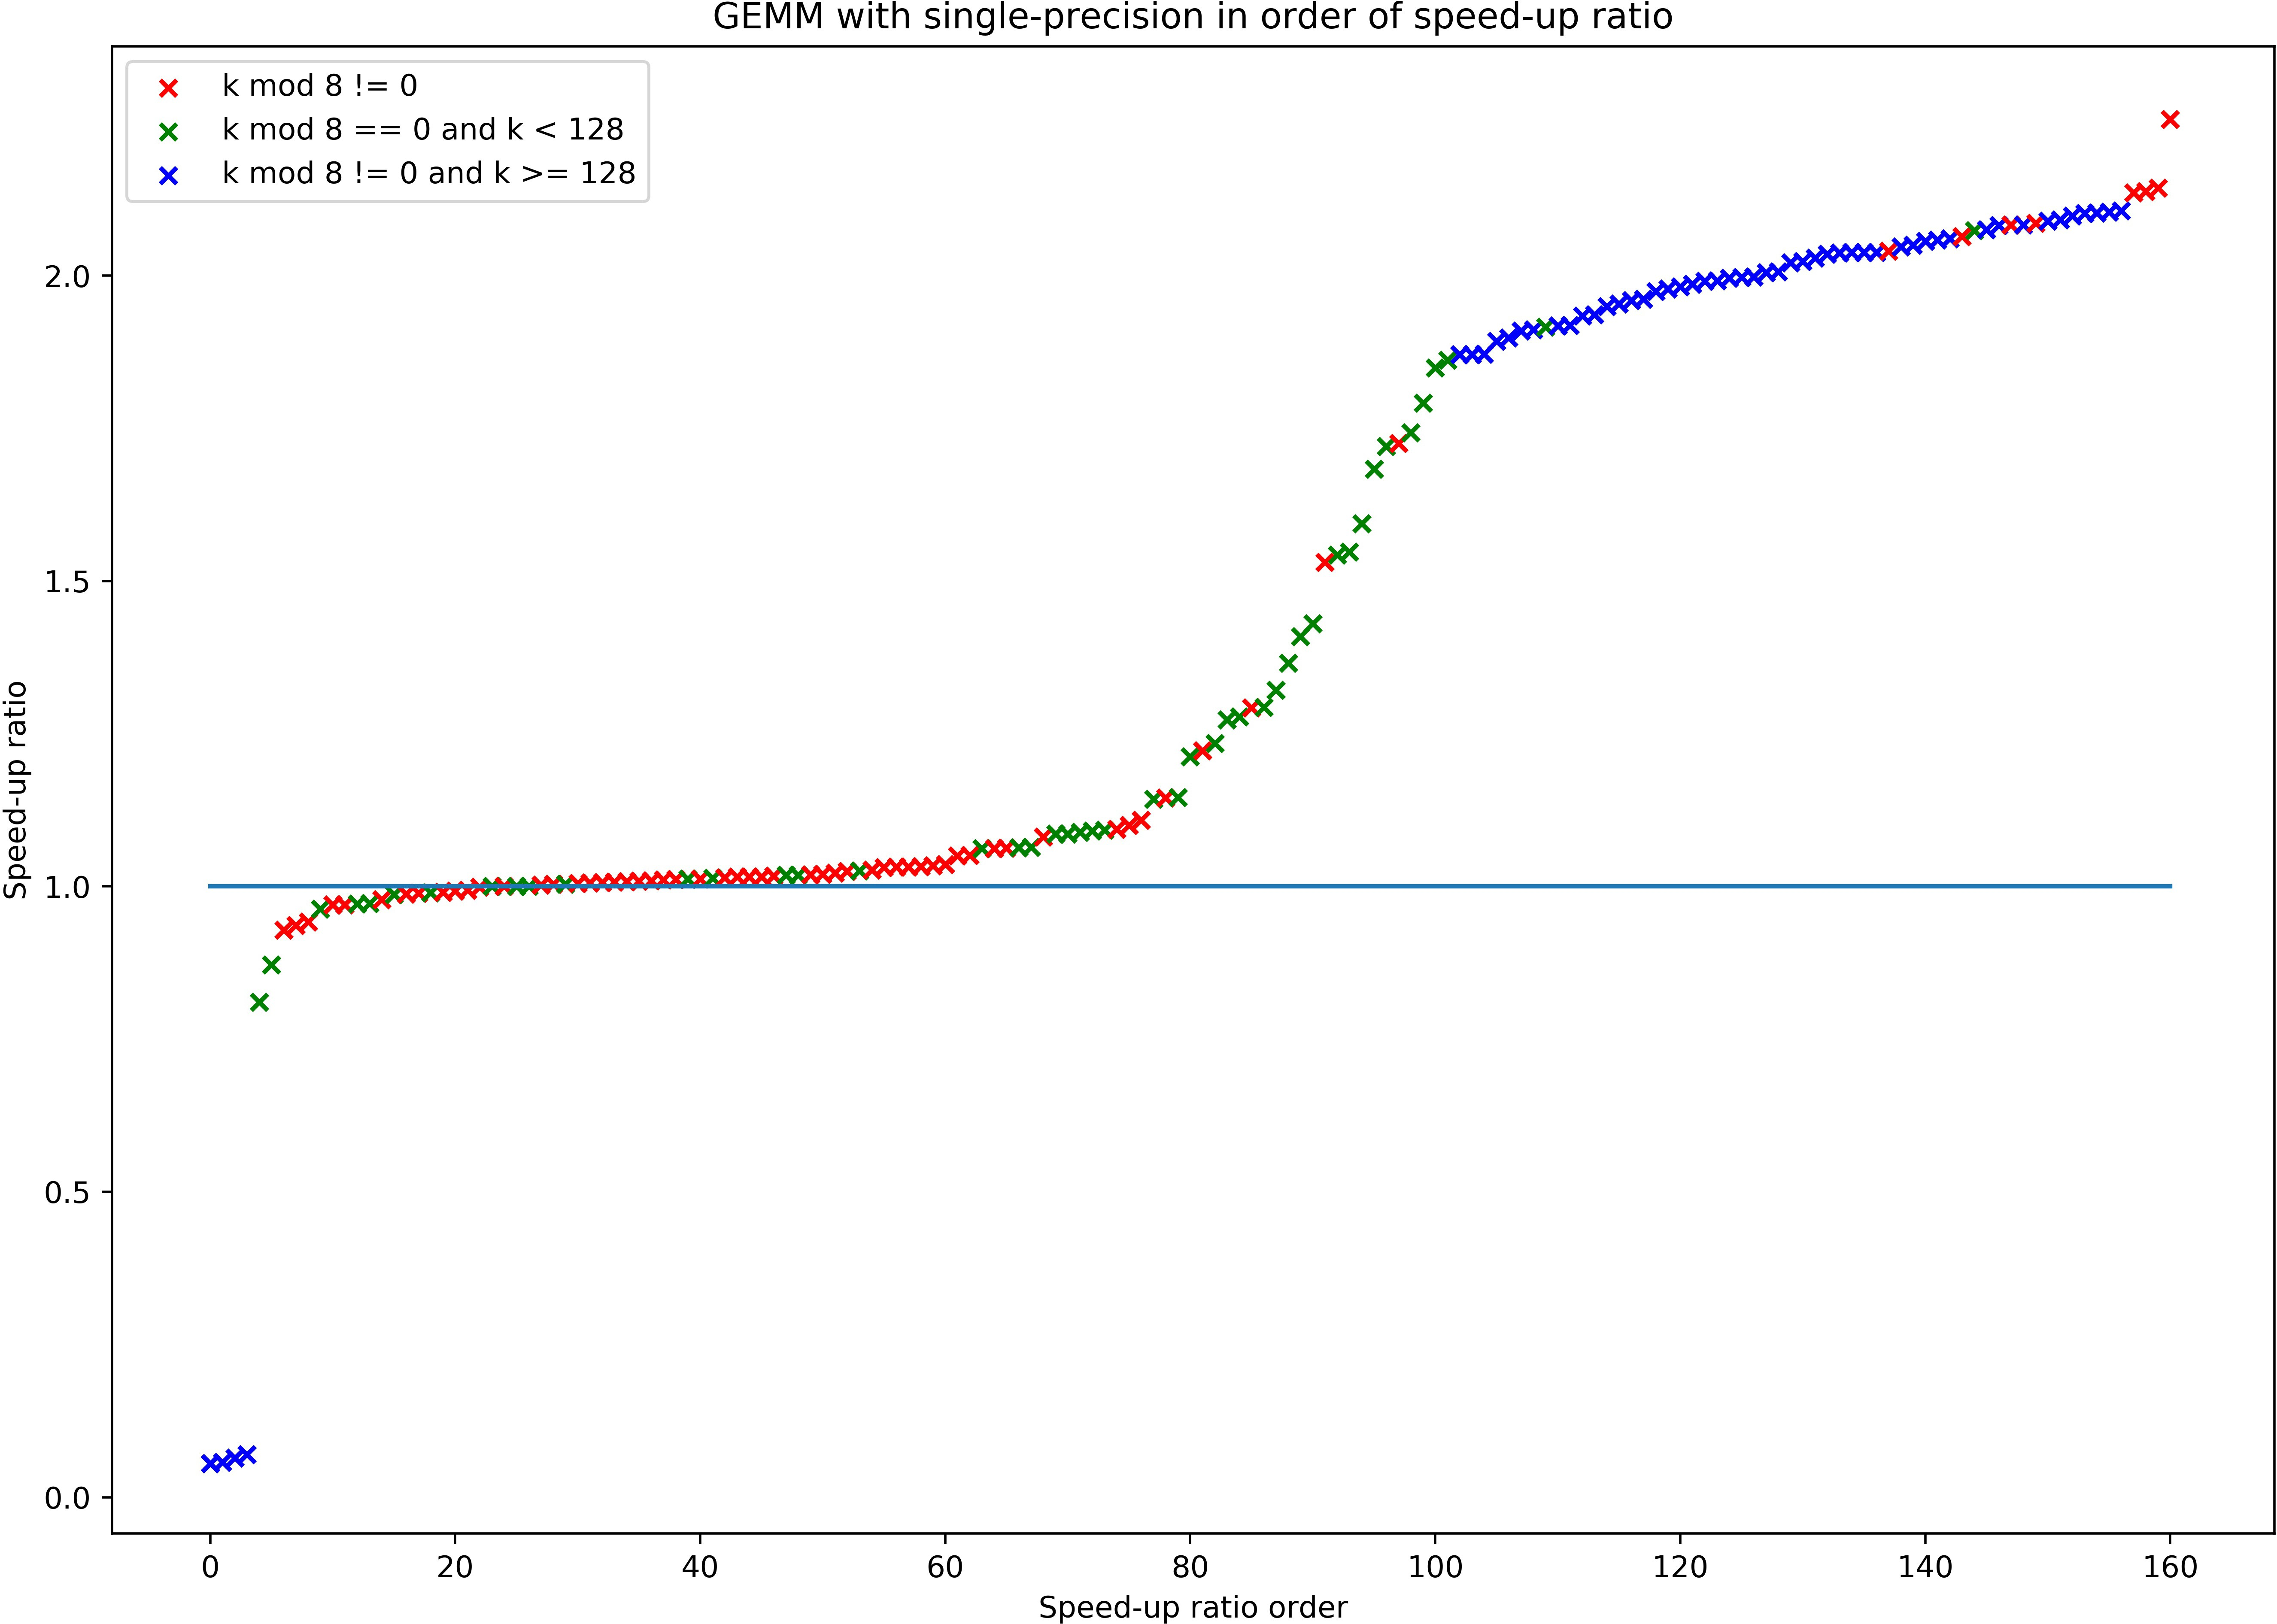 GEMM with single-precision in order of speed-up ratio
k mod 8 != 0
k mod 8 == 0 and k < 128
k mod 8 != 0 and k >= 128
2.0
1.5
1.0
0.5
0.0
Speed-up ratio
0 20 40 60 80 100 120 140 160
Speed-up ratio order